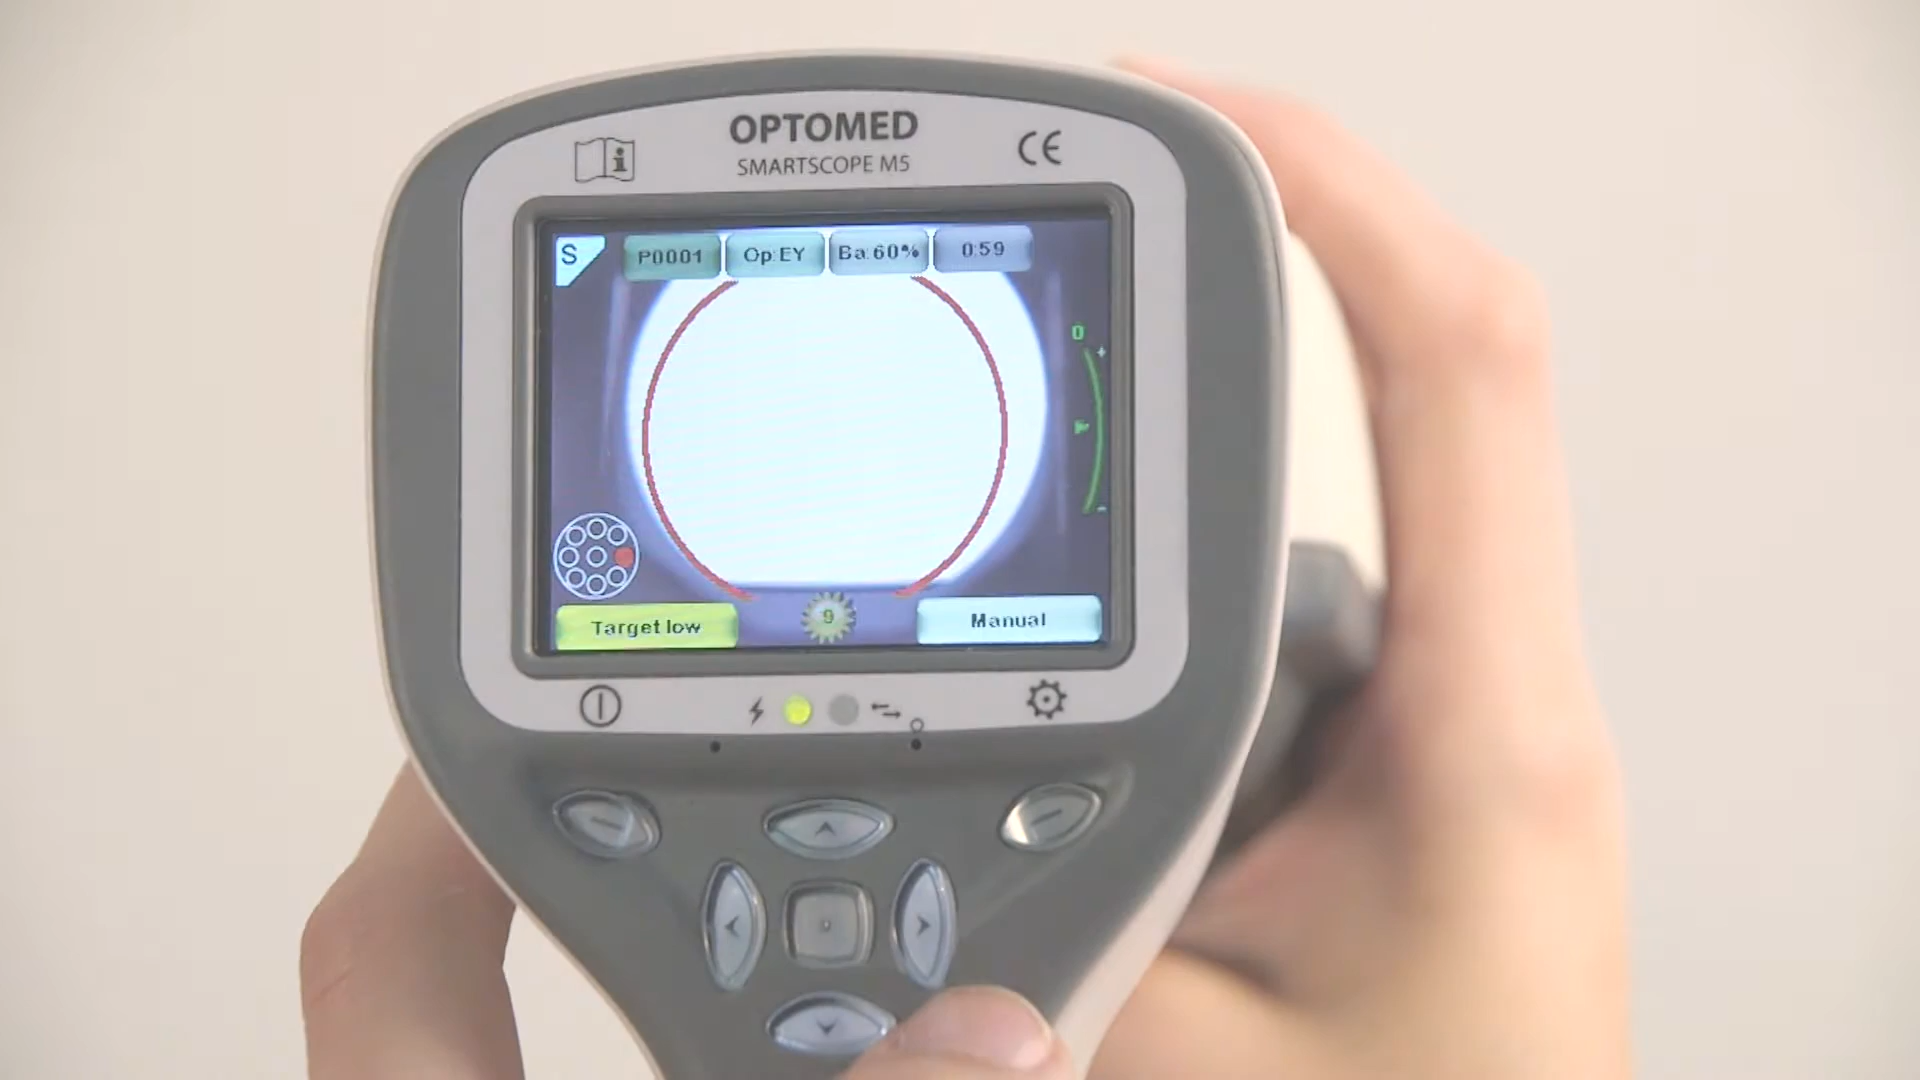 OPTOMED
SMARTSCOPE M5
CE
S
P0001
Op:EY
Ba:60%
0:59
0
+
-
Target low
9
Manual